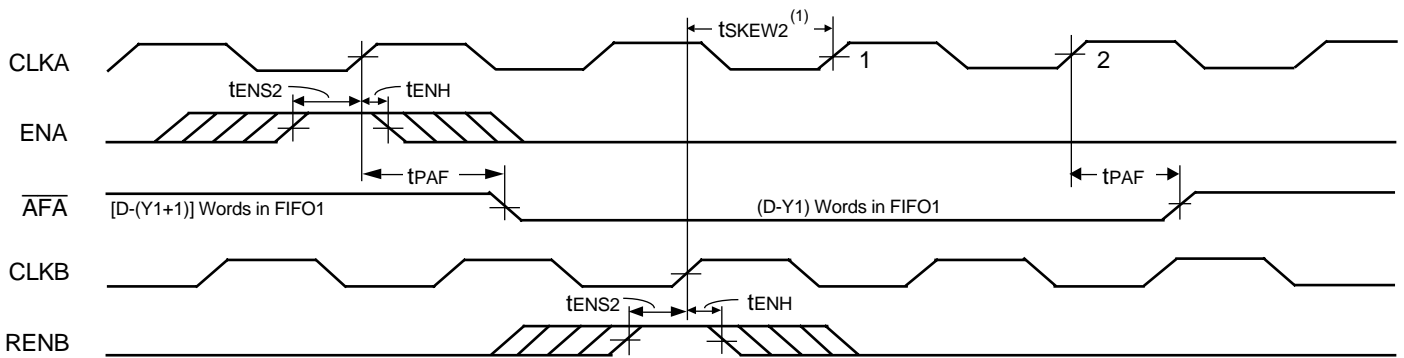 tSKEW2(1)
CLKA
1
2
tENS2
tENH
ENA
tPAF
tPAF
AFA
[D-(Y1+1)] Words in FIFO1
(D-Y1) Words in FIFO1
CLKB
tENS2
tENH
RENB